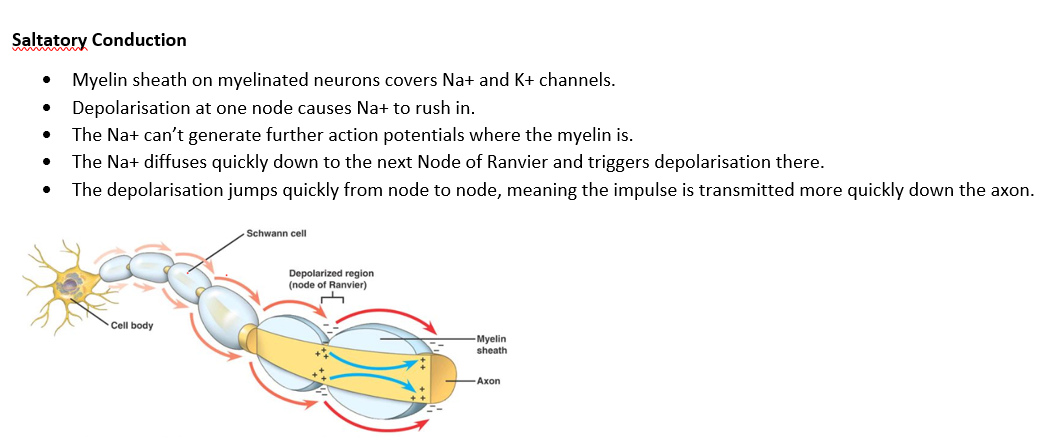 Saltatory Conduction
• Myelin sheath on myelinated neurons covers Na+ and K+ channels.
• Depolarisation at one node causes Na+ to rush in.
• The Na+ can’t generate further action potentials where the myelin is.
• The Na+ diffuses quickly down to the next Node of Ranvier and triggers depolarisation there.
• The depolarisation jumps quickly from node to node, meaning the impulse is transmitted more quickly down the axon.
Schwann cell
Depolarized region
(node of Ranvier)
Cell body
Myelin
sheath
Axon